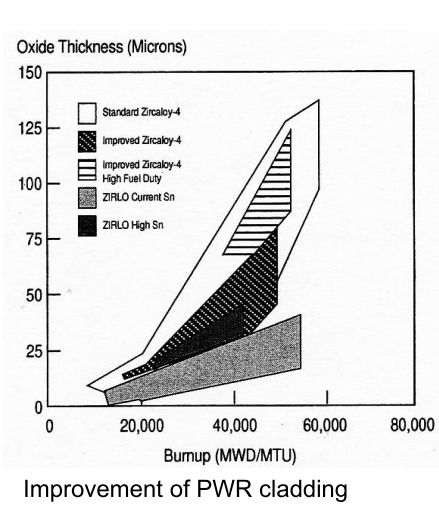 Oxide Thickness (Microns)
150
125
100
75
50
25
0
Standard Zircaloy-4
Improved Zircaloy-4
Improved Zircaloy-4
High Fuel Duty
ZIRLO Current Sn
ZIRLO High Sn
0 20,000 40,000 60,000 80,000
Burnup (MWD/MTU)
Improvement of PWR cladding